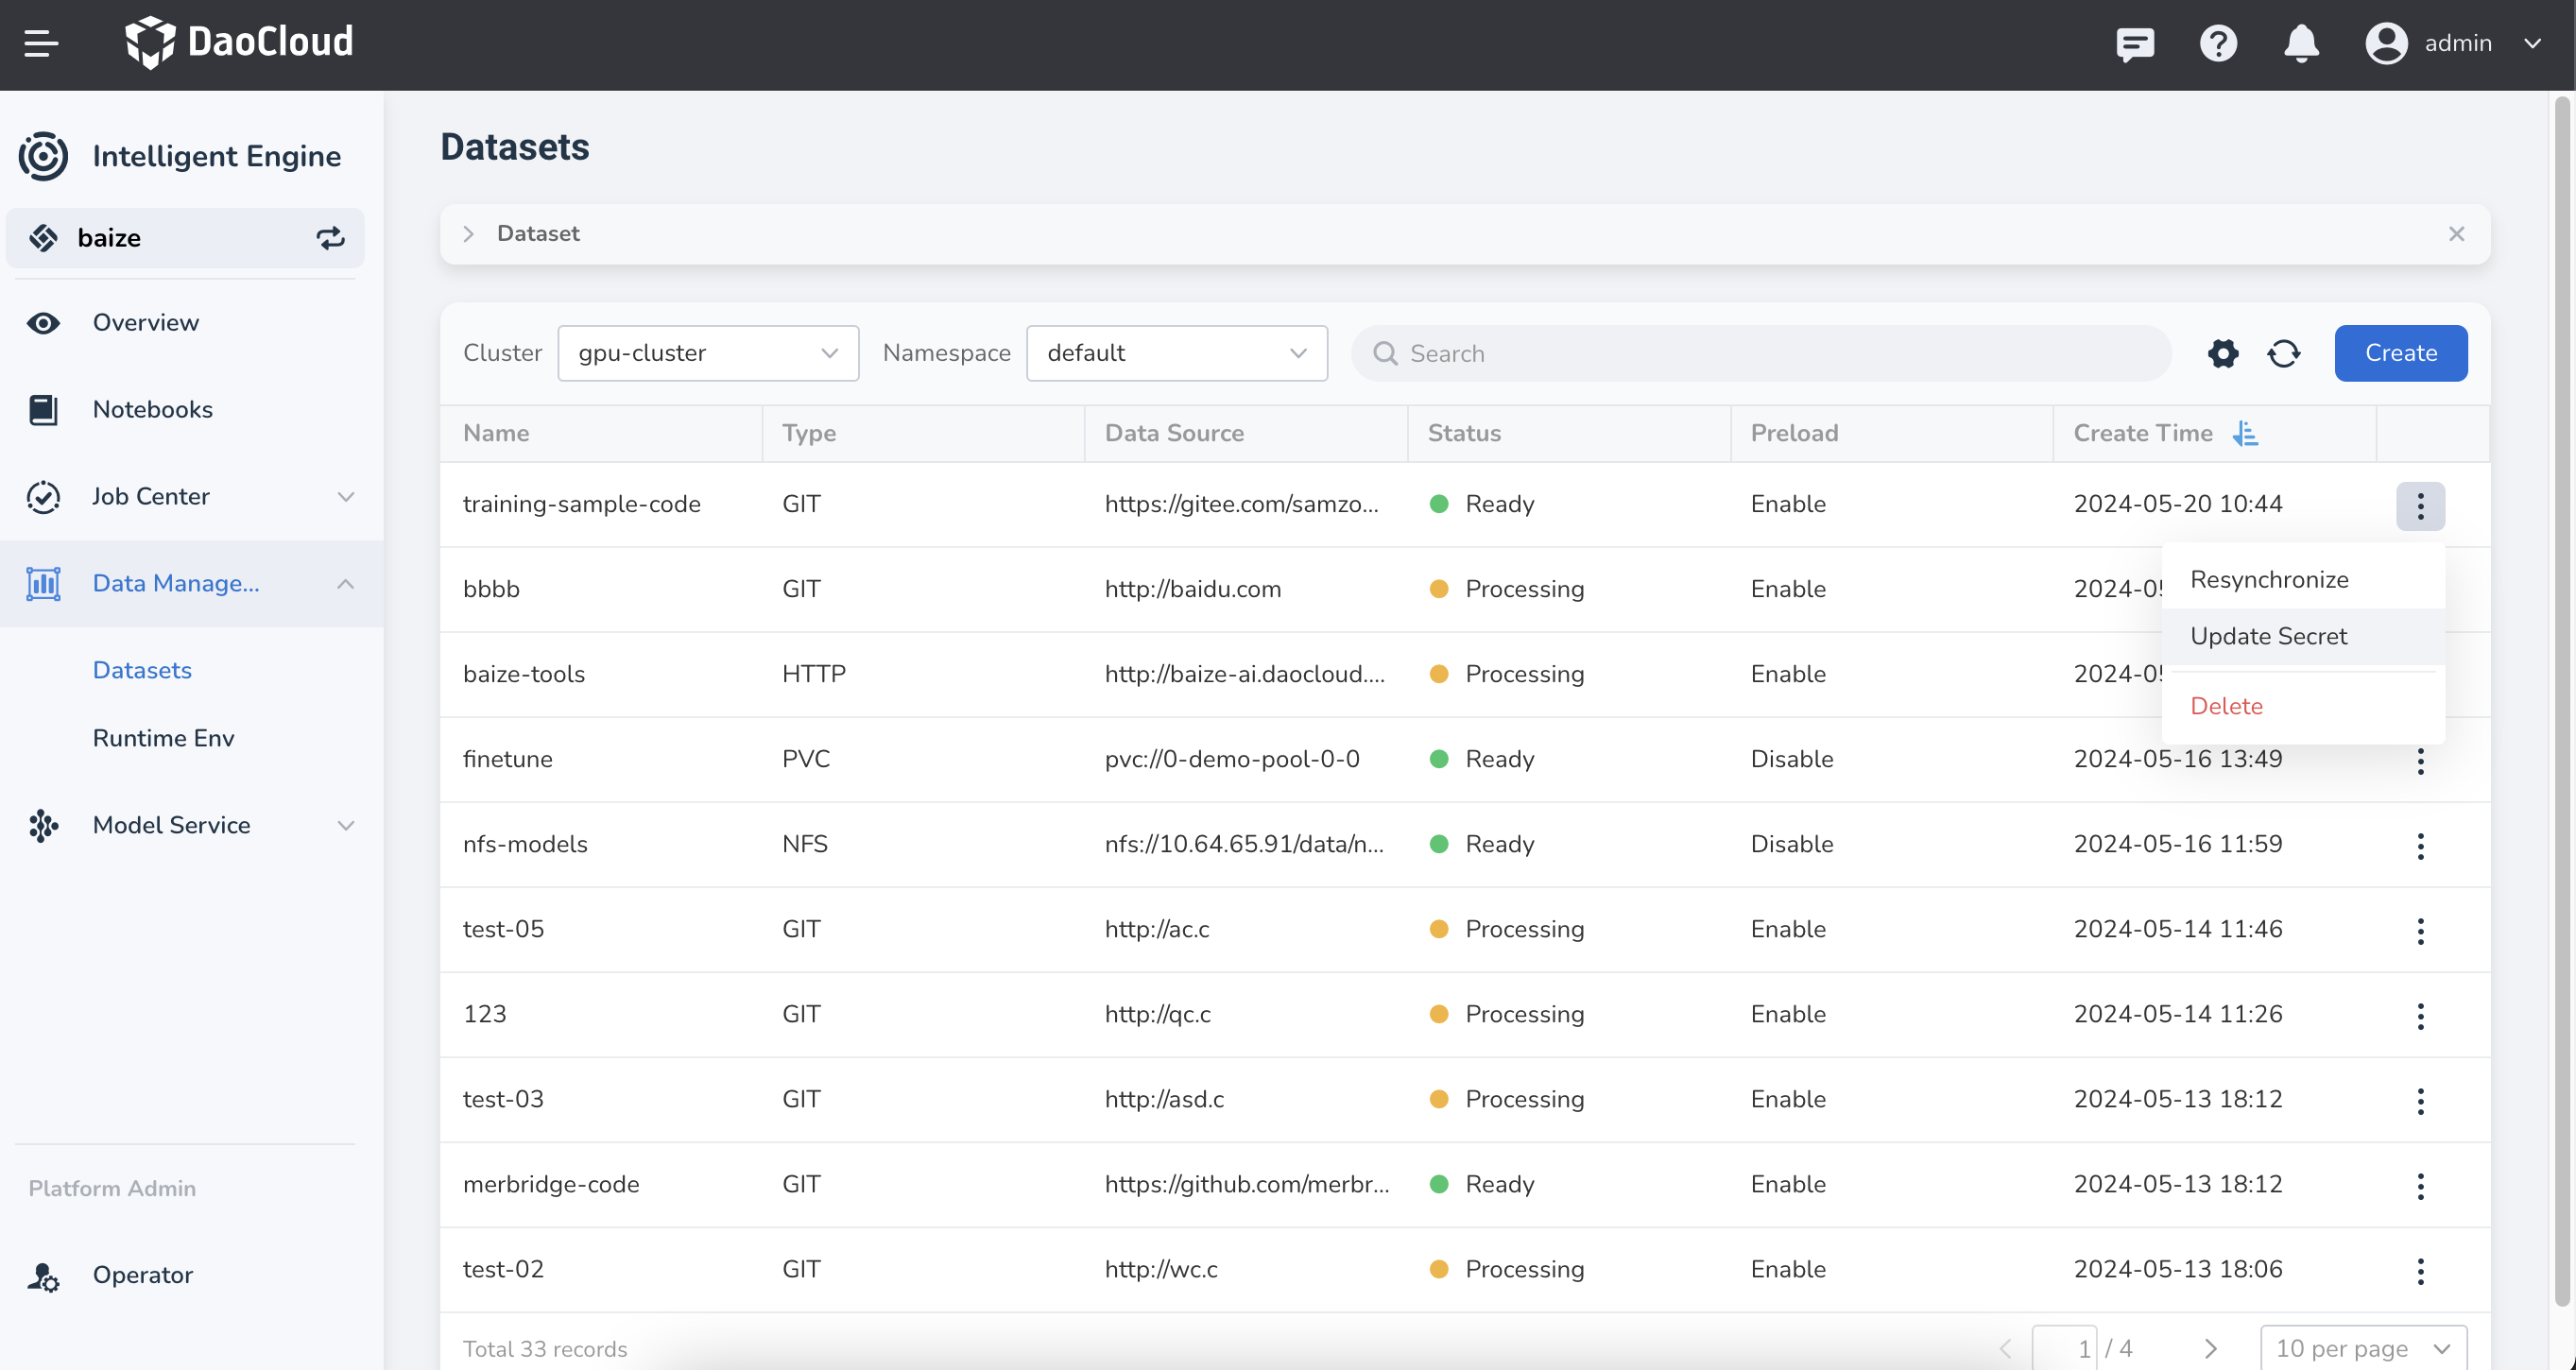 DaoCloud
admin
Intelligent Engine
baize
Overview
Notebooks
Job Center
Data Manage...
Datasets
Runtime Env
Model Service
Platform Admin
Operator
Datasets
Dataset
Cluster gpu-cluster Namespace default Search Create
Name Type Data Source Status Preload Create Time
training-sample-code GIT https://gitee.com/samzo... Ready Enable 2024-05-20 10:44
bbbb GIT http://baidu.com Processing Enable 2024-05
baize-tools HTTP http://baize-ai.daocloud.... Processing Enable 2024-05
Resynchronize
Update Secret
Delete
finetune PVC pvc://0-demo-pool-0-0 Ready Disable 2024-05-16 13:49
nfs-models NFS nfs://10.64.65.91/data/n... Ready Disable 2024-05-16 11:59
test-05 GIT http://ac.c Processing Enable 2024-05-14 11:46
123 GIT http://qc.c Processing Enable 2024-05-14 11:26
test-03 GIT http://asd.c Processing Enable 2024-05-13 18:12
merbridge-code GIT https://github.com/merbr... Ready Enable 2024-05-13 18:12
test-02 GIT http://wc.c Processing Enable 2024-05-13 18:06
Total 33 records 1 / 4 10 per page